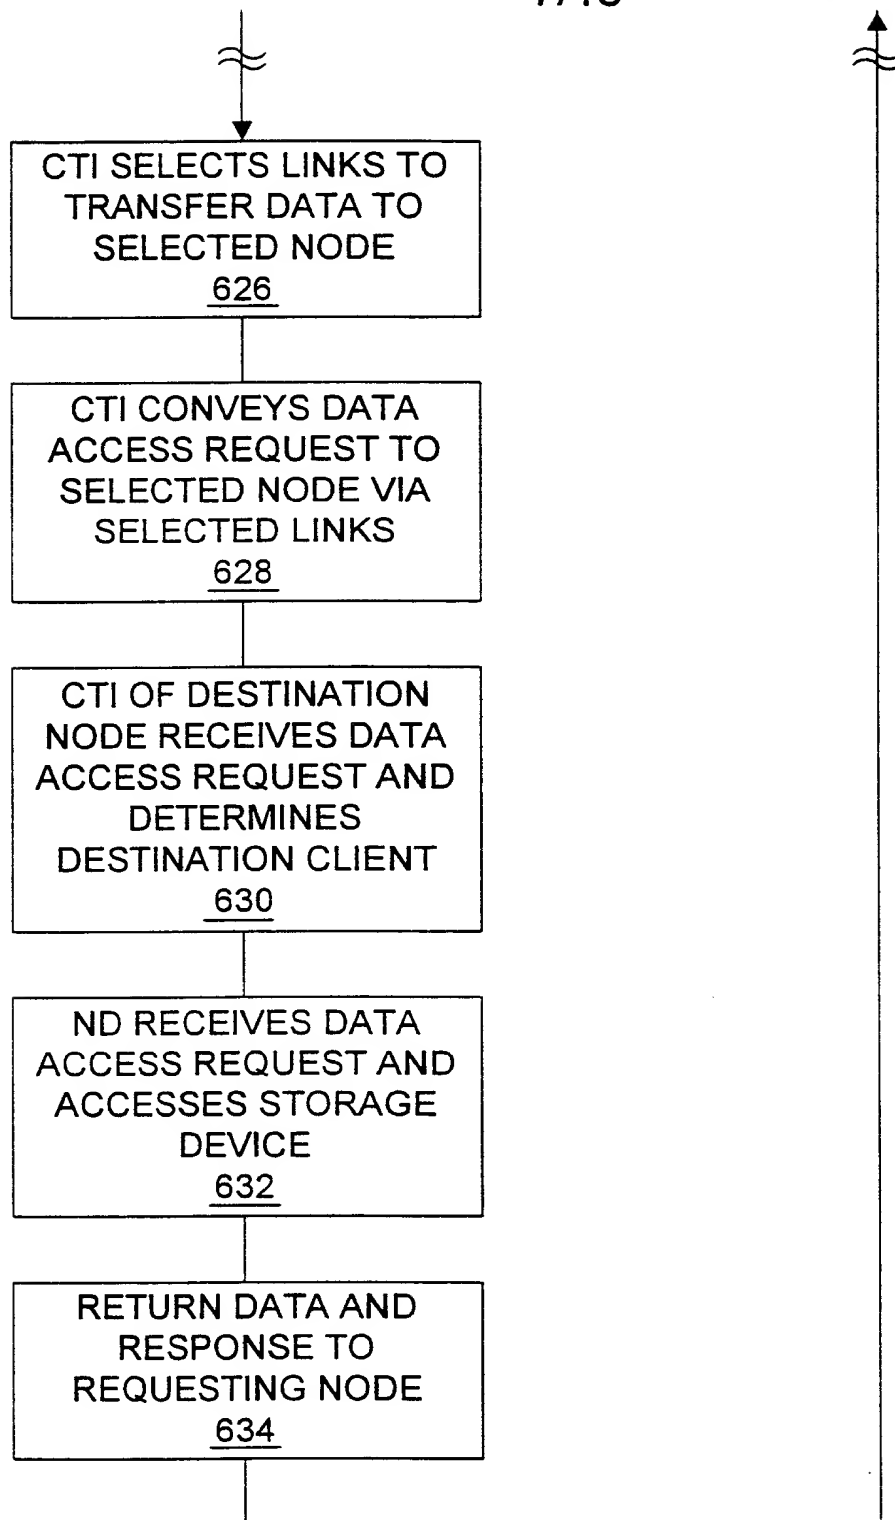 CTI SELECTS LINKS TO
TRANSFER DATA TO
SELECTED NODE
626
CTI CONVEYS DATA
ACCESS REQUEST TO
SELECTED NODE VIA
SELECTED LINKS
628
CTI OF DESTINATION
NODE RECEIVES DATA
ACCESS REQUEST AND
DETERMINES
DESTINATION CLIENT
630
ND RECEIVES DATA
ACCESS REQUEST AND
ACCESSES STORAGE
DEVICE
632
RETURN DATA AND
RESPONSE TO
REQUESTING NODE
634